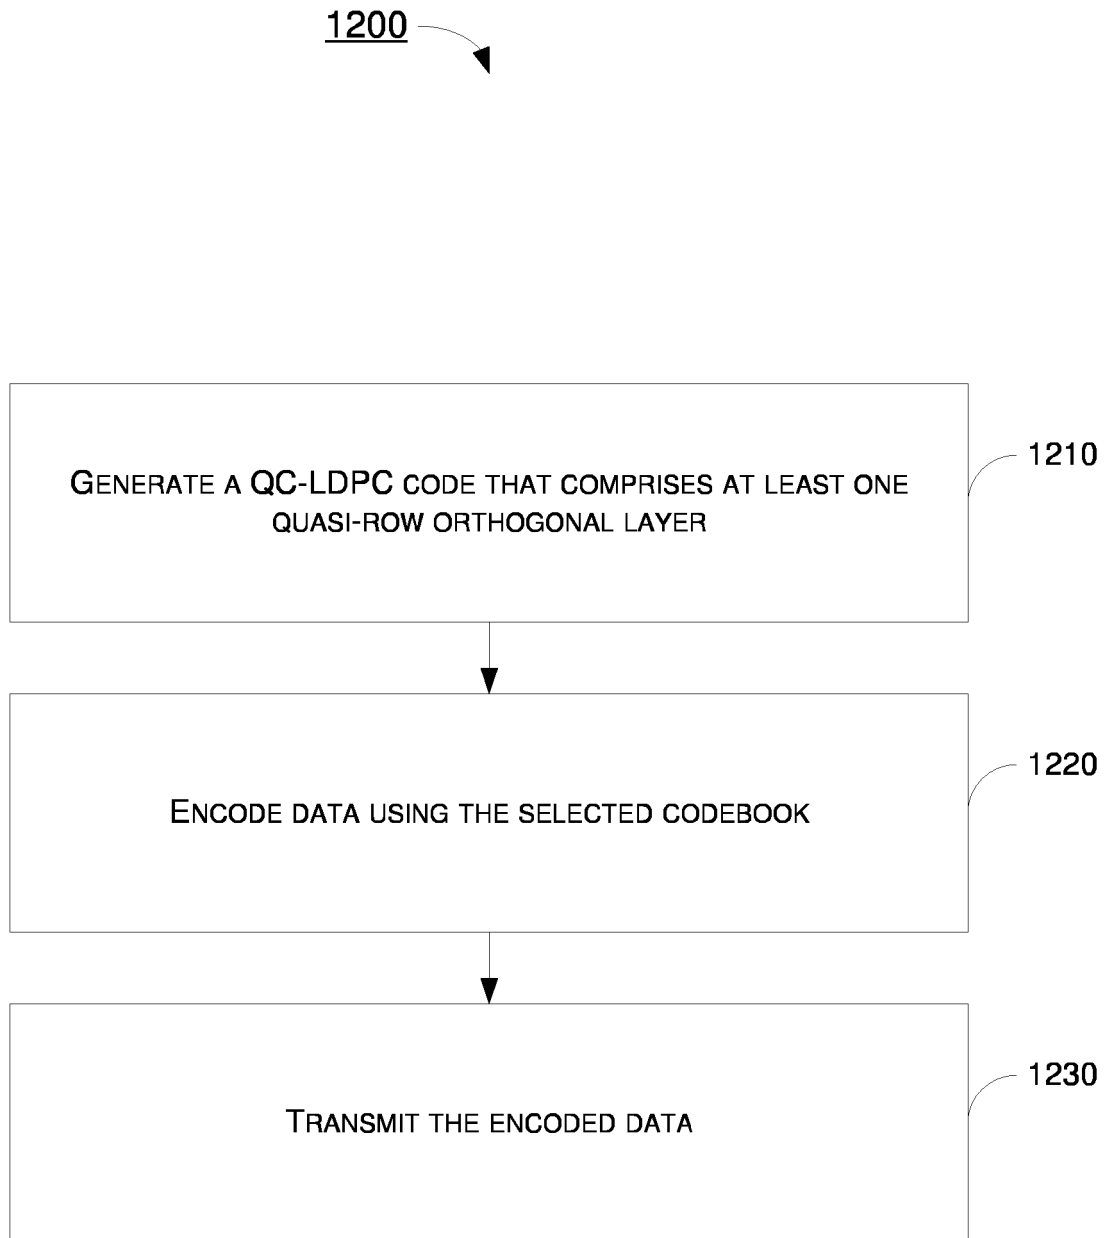 1200
GENERATE A QC-LDPC CODE THAT COMPRISES AT LEAST ONE
QUASI-ROW ORTHOGONAL LAYER
1210
ENCODE DATA USING THE SELECTED CODEBOOK
1220
TRANSMIT THE ENCODED DATA
1230